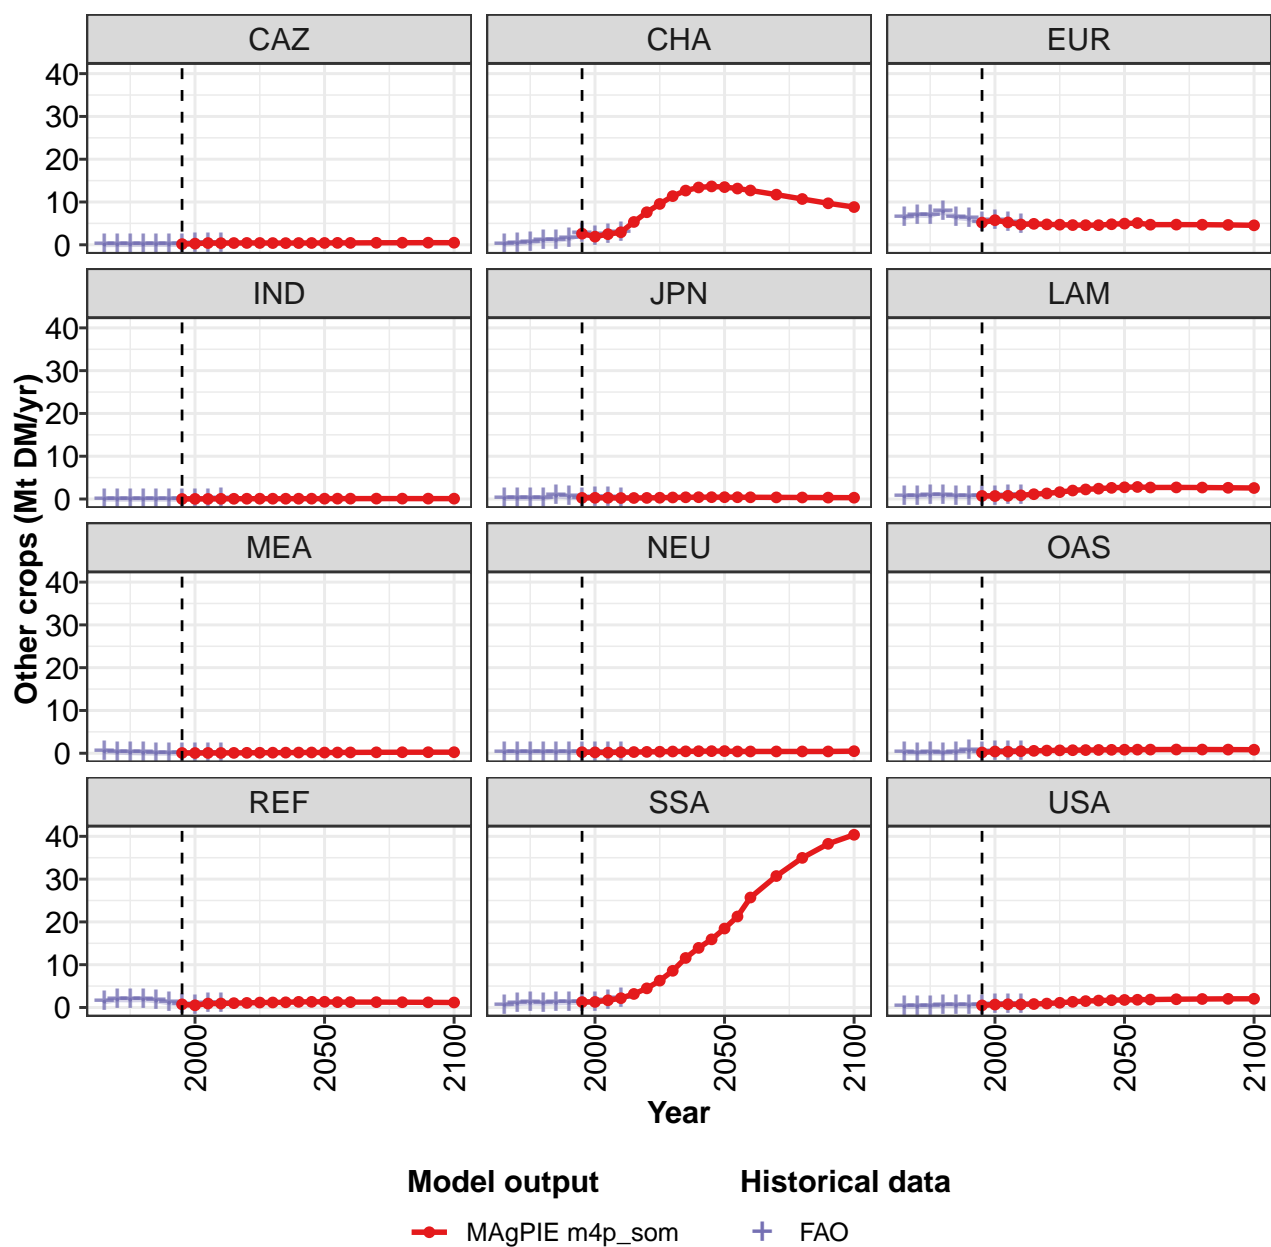 CAZ
CHA
EUR
40
30
20
10
0
IND
JPN
LAM
40
30
20
10
0
MEA
NEU
OAS
40
30
20
10
0
REF
SSA
USA
40
30
20
10
0
Other crops (Mt DM/yr)
2000
2050
2100
2000
2050
2100
2000
2050
2100
Year
Model output
Historical data
MAgPIE m4p_som
FAO